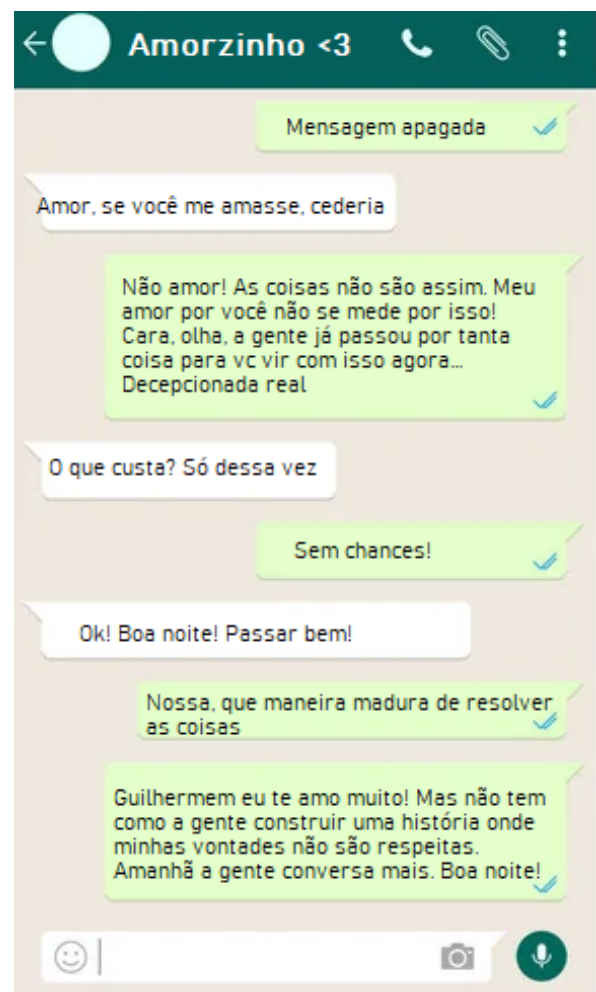 Amorzinho <3
Mensagem apagada
Amor, se você me amasse, cederia
Não amor! As coisas não são assim. Meu
amor por você não se mede por isso!
Cara, olha, a gente já passou por tanta
coisa para vc vir com isso agora...
Decepcionada real
O que custa? Só dessa vez
Sem chances!
Ok! Boa noite! Passar bem!
Nossa, que maneira madura de resolver
as coisas
Guilhermem eu te amo muito! Mas não tem
como a gente construir uma história onde
minhas vontades não são respeitas.
Amanhã a gente conversa mais. Boa noite!